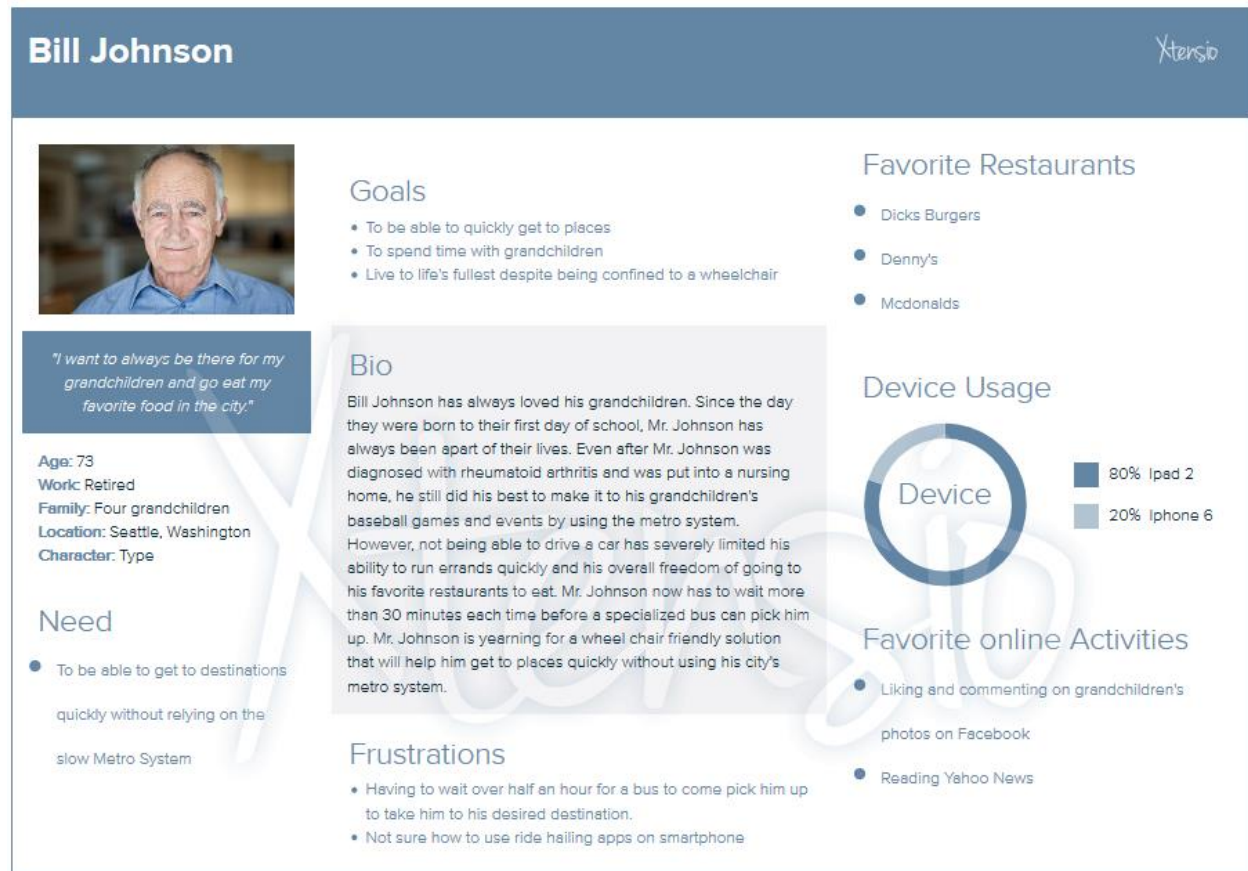 Bill Johnson
Xtensio
"I want to always be there for my
grandchildren and go eat my
favorite food in the city."
Age: 73
Work: Retired
Family: Four grandchildren
Location: Seattle, Washington
Character: Type
Need
To be able to get to destinations
quickly without relying on the
slow Metro System
Goals
• To be able to quickly get to places
• To spend time with grandchildren
• Live to life's fullest despite being confined to a wheelchair
Bio
Bill Johnson has always loved his grandchildren. Since the day
they were born to their first day of school, Mr. Johnson has
always been apart of their lives. Even after Mr. Johnson was
diagnosed with rheumatoid arthritis and was put into a nursing
home, he still did his best to make it to his grandchildren's
baseball games and events by using the metro system.
However, not being able to drive a car has severely limited his
ability to run errands quickly and his overall freedom of going to
his favorite restaurants to eat. Mr. Johnson now has to wait more
than 30 minutes each time before a specialized bus can pick him
up. Mr. Johnson is yearning for a wheel chair friendly solution
that will help him get to places quickly without using his city's
metro system.
Frustrations
• Having to wait over half an hour for a bus to come pick him up
to take him to his desired destination.
• Not sure how to use ride hailing apps on smartphone
Favorite Restaurants
• Dicks Burgers
• Denny's
• Mcdonalds
Device Usage
Device
80% Ipad 2
20% Iphone 6
Favorite online Activities
• Liking and commenting on grandchildren's
photos on Facebook
• Reading Yahoo News
Xtensio